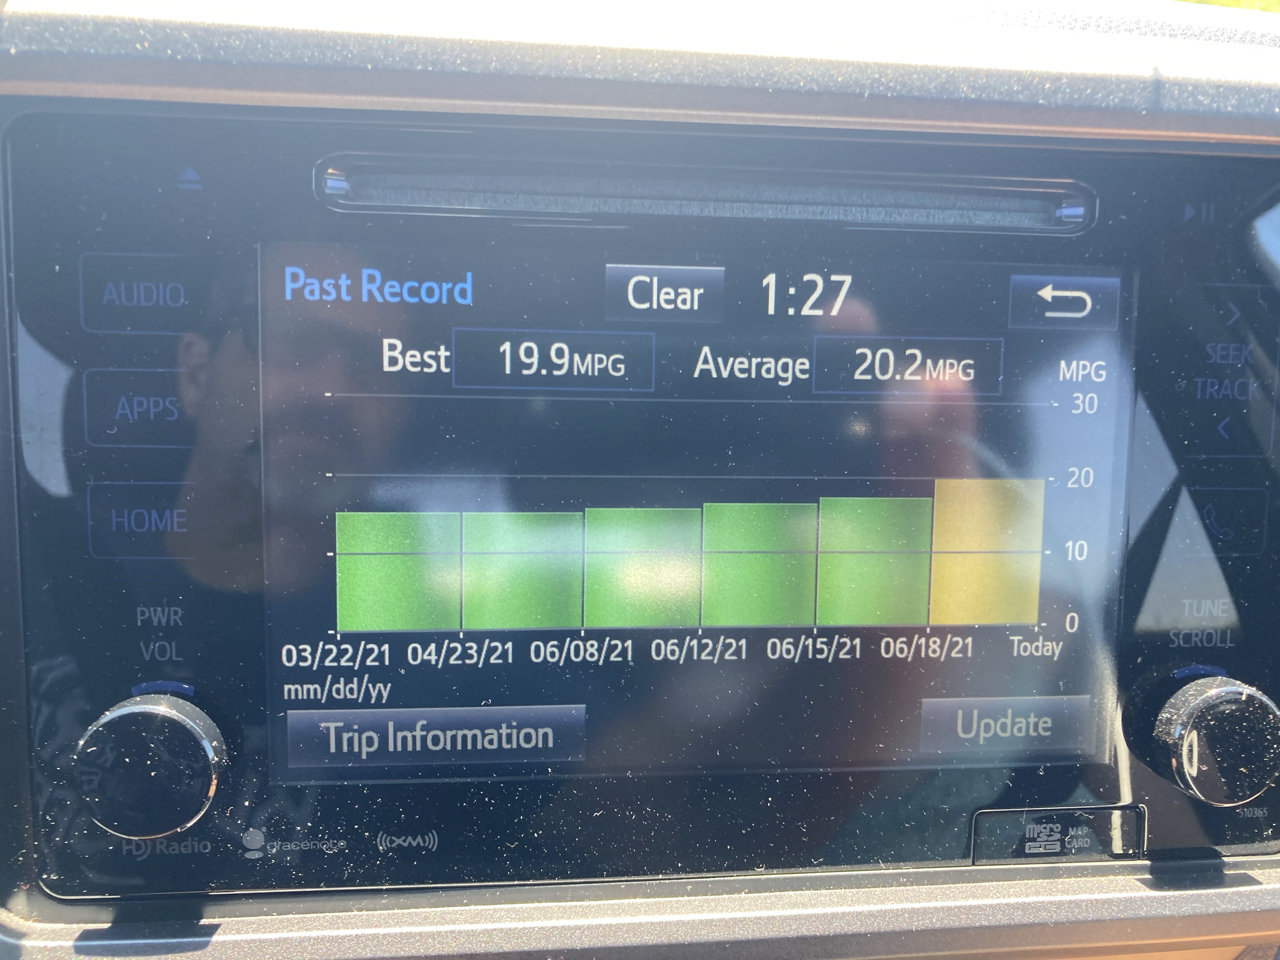 Past Record Clear 1:27
Best 19.9MPG Average 20.2MPG MPG
30
20
10
0
03/22/21 04/23/21 06/08/21 06/12/21 06/15/21 06/18/21 Today
mm/dd/yy
Trip Information Update
AUDIO
APPS
HOME
PWR
VOL
SEEK
TRACK
TUNE
SCROLL
HD Radio gracenote ((XM))
micro SD HC MAP CARD
510365